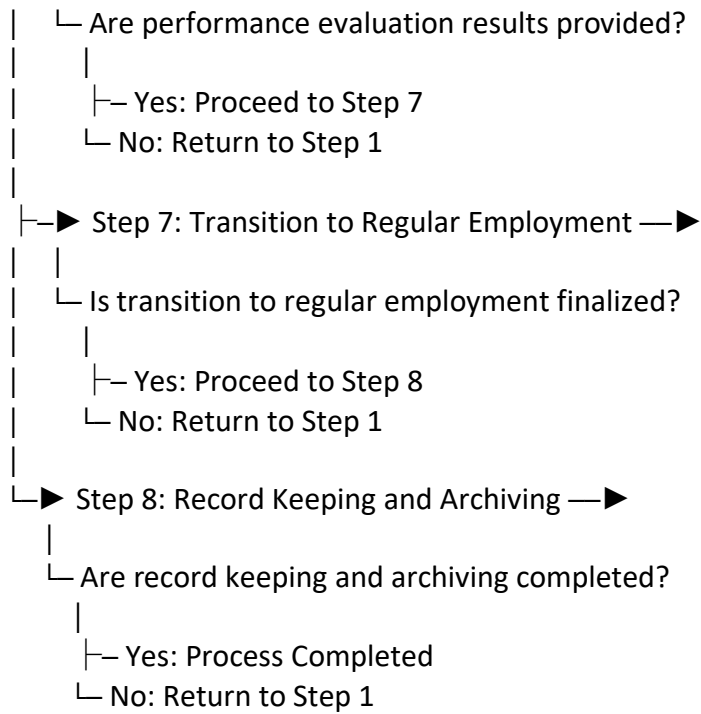 Are performance evaluation results provided?
Yes: Proceed to Step 7
No: Return to Step 1
Step 7: Transition to Regular Employment
Is transition to regular employment finalized?
Yes: Proceed to Step 8
No: Return to Step 1
Step 8: Record Keeping and Archiving
Are record keeping and archiving completed?
Yes: Process Completed
No: Return to Step 1